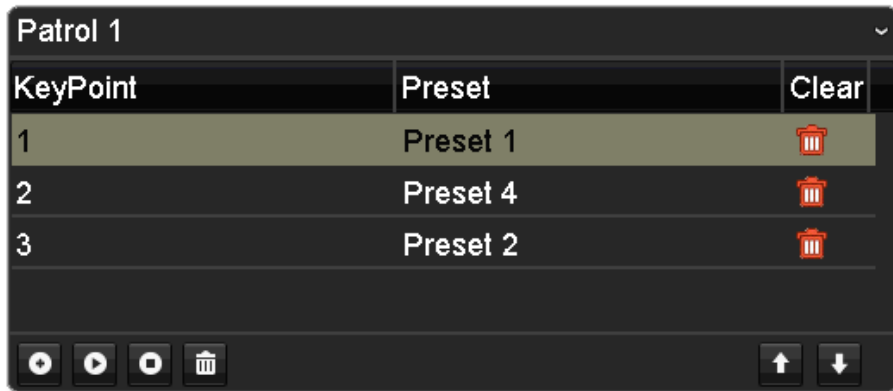 Patrol 1
KeyPoint Preset Clear
1 Preset 1
2 Preset 4
3 Preset 2